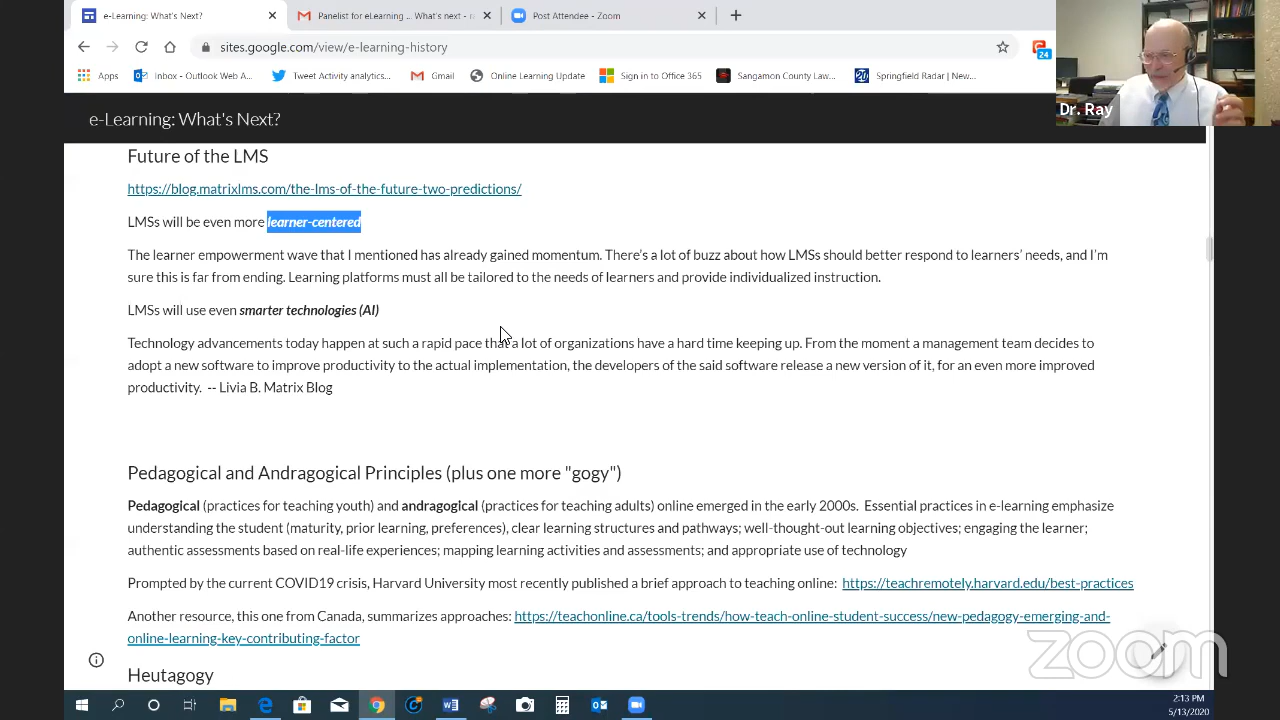 e-Learning: What's Next?
Panelist for eLearning ... What's next -
Post Attendee - Zoom
sites.google.com/view/e-learning-history
24
Apps
Inbox - Outlook Web A...
Tweet Activity analytics...
Gmail
Online Learning Update
Sign in to Office 365
Sangamon County Law...
20
Springfield Radar | New...
Dr. Ray
e-Learning: What's Next?
Future of the LMS
https://blog.matrixlms.com/the-lms-of-the-future-two-predictions/
LMSs will be even more learner-centered
The learner empowerment wave that I mentioned has already gained momentum. There's a lot of buzz about how LMSs should better respond to learners' needs, and I'm
sure this is far from ending. Learning platforms must all be tailored to the needs of learners and provide individualized instruction.
LMSs will use even smarter technologies (AI)
Technology advancements today happen at such a rapid pace that a lot of organizations have a hard time keeping up. From the moment a management team decides to
adopt a new software to improve productivity to the actual implementation, the developers of the said software release a new version of it, for an even more improved
productivity. -- Livia B. Matrix Blog
Pedagogical and Andragogical Principles (plus one more "gogy")
Pedagogical (practices for teaching youth) and andragogical (practices for teaching adults) online emerged in the early 2000s. Essential practices in e-learning emphasize
understanding the student (maturity, prior learning, preferences), clear learning structures and pathways; well-thought-out learning objectives; engaging the learner;
authentic assessments based on real-life experiences; mapping learning activities and assessments; and appropriate use of technology
Prompted by the current COVID19 crisis, Harvard University most recently published a brief approach to teaching online: https://teachremotely.harvard.edu/best-practices
Another resource, this one from Canada, summarizes approaches: https://teachonline.ca/tools-trends/how-teach-online-student-success/new-pedagogy-emerging-and-
online-learning-key-contributing-factor
Heutagogy
zoom
2:13 PM
5/13/2020